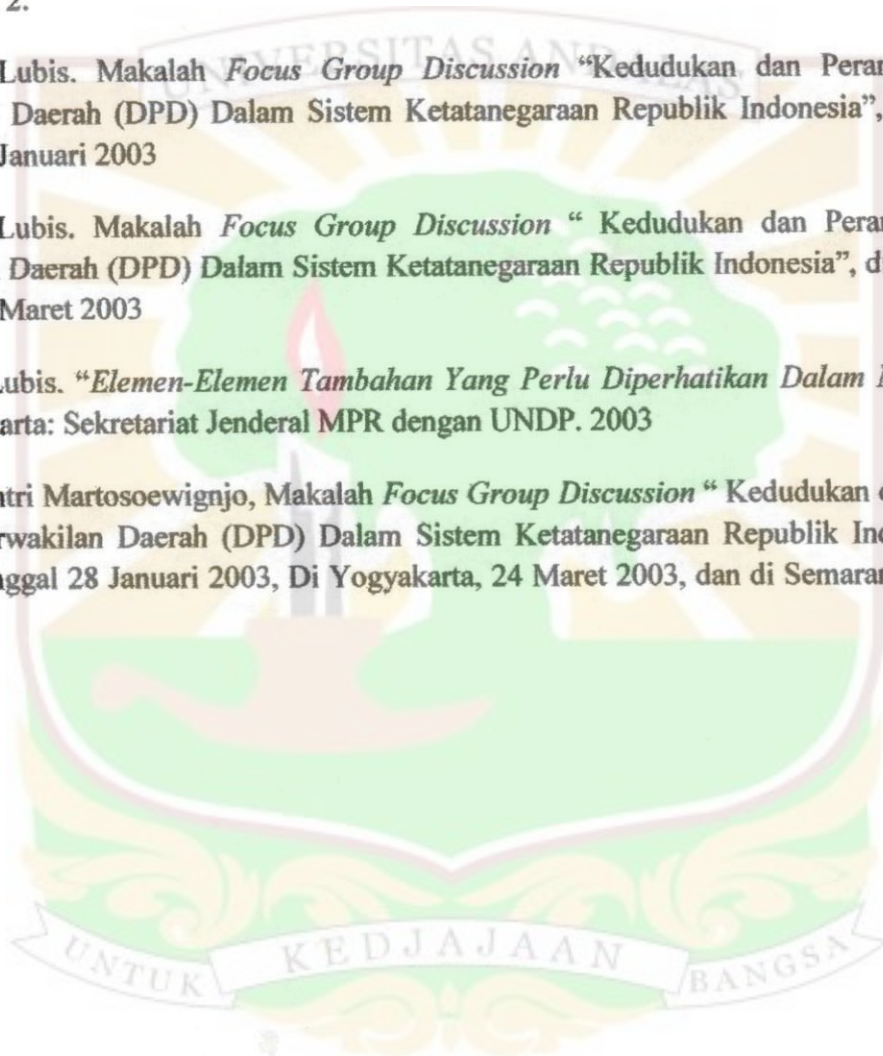 2.
UNIVERSITAS ANDALAS
Lubis. Makalah Focus Group Discussion “Kedudukan dan Peran
Daerah (DPD) Dalam Sistem Ketatanegaraan Republik Indonesia”,
Januari 2003
Lubis. Makalah Focus Group Discussion “ Kedudukan dan Peran
Daerah (DPD) Dalam Sistem Ketatanegaraan Republik Indonesia”, d
Maret 2003
Lubis. “Elemen-Elemen Tambahan Yang Perlu Diperhatikan Dalam
arta: Sekretariat Jenderal MPR dengan UNDP. 2003
tri Martosoewignjo, Makalah Focus Group Discussion “ Kedudukan
rwakilan Daerah (DPD) Dalam Sistem Ketatanegaraan Republik Ind
ggal 28 Januari 2003, Di Yogyakarta, 24 Maret 2003, dan di Semaran
UNTUK KEDJAJAAN BANGSA